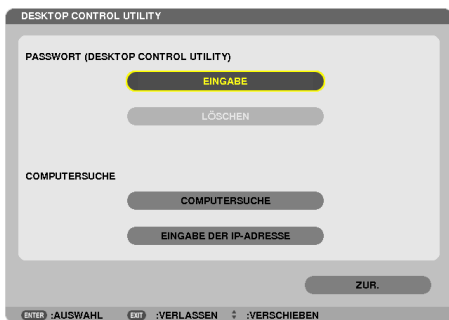 DESKTOP CONTROL UTILITY
PASSWORT (DESKTOP CONTROL UTILITY)
EINGABE
LÖSCHEN
COMPUTERSUCHE
COMPUTERSUCHE
EINGABE DER IP-ADRESSE
ZUR.
ENTER :AUSWAHL EXIT :VERLASSEN :VERSCHIEBEN